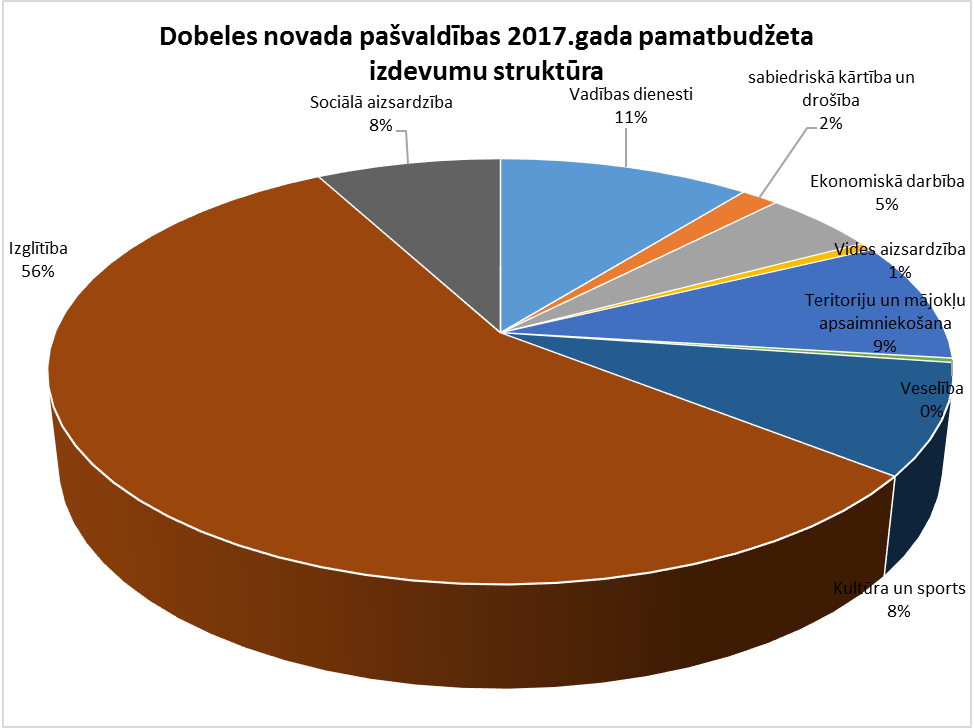 Dobeles novada pašvaldības 2017.gada pamatbudžeta
izdevumu struktūra
Sociālā aizsardzība
8%
Vadības dienesti
11%
sabiedriskā kārtība un
drošība
2%
Ekonomiskā darbība
5%
Vides aizsardzība
1%
Teritoriju un mājokļu
apsaimniekošana
9%
Veselība
0%
Kultūra un sports
8%
Izglītība
56%